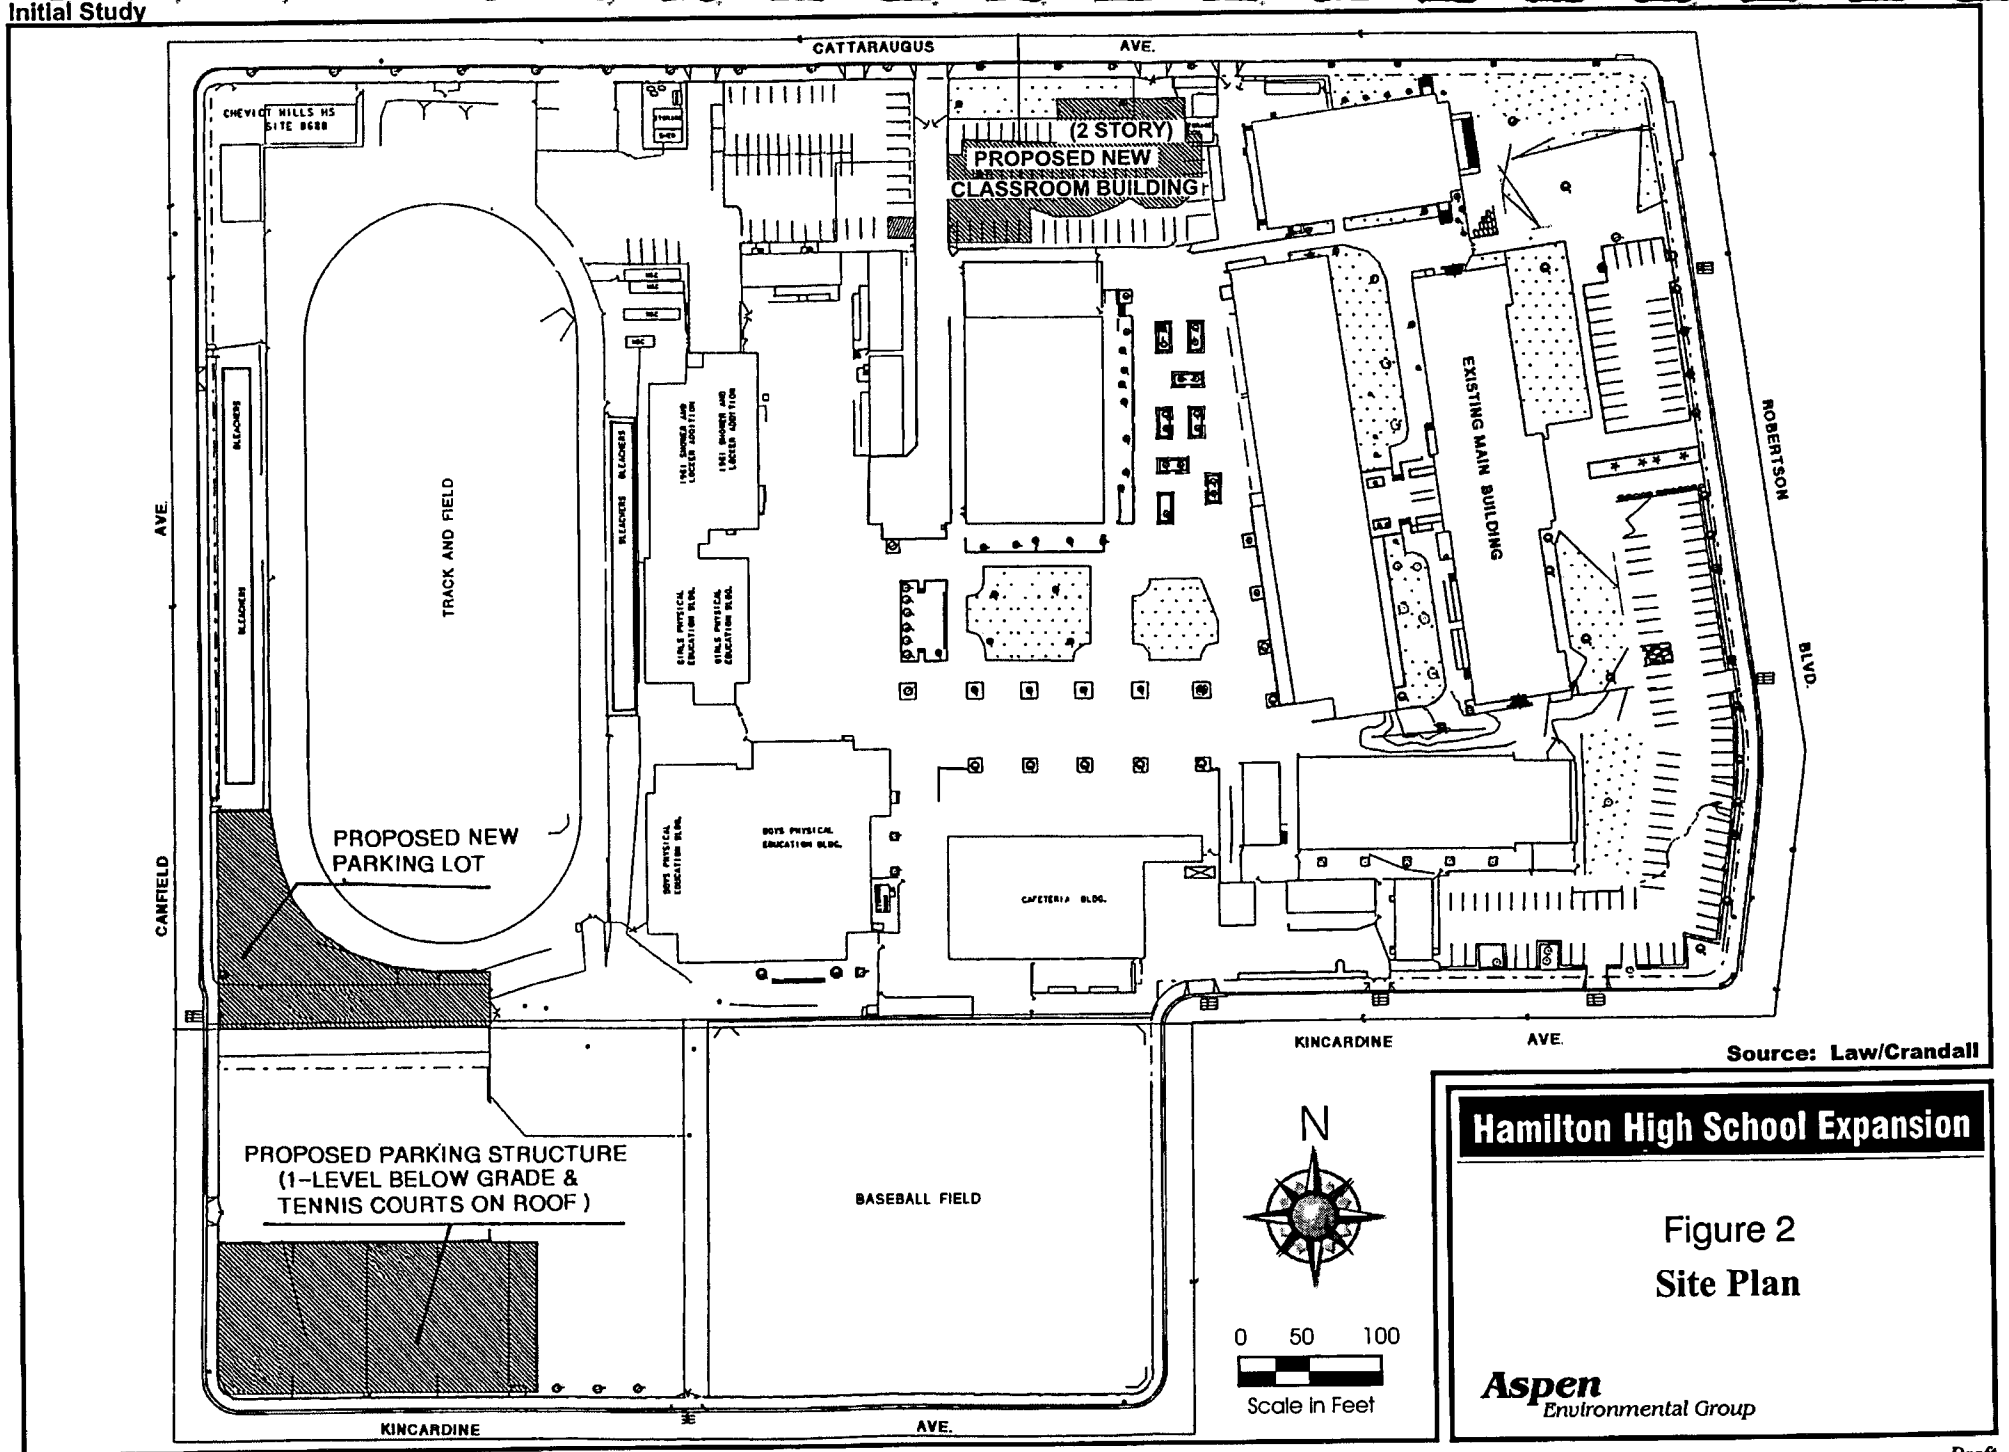 Initial Study
CATTARAUGUS AVE.
CHEVIOT HILLS HS
SITE 8688
STORAGE
(2 STORY)
PROPOSED NEW
CLASSROOM BUILDING
AVE.
CANFIELD
BLEACHERS
BLEACHERS
TRACK AND FIELD
BLEACHERS
BLEACHERS
1961 SHOWER AND
LOCKER ADDITION
1961 SHOWER AND
LOCKER ADDITION
GIRLS PHYSICAL
EDUCATION BLDG.
GIRLS PHYSICAL
EDUCATION BLDG.
EXISTING MAIN BUILDING
ROBERTSON
BLVD.
PROPOSED NEW
PARKING LOT
BOYS PHYSICAL
EDUCATION BLDG.
BOYS PHYSICAL
EDUCATION BLDG.
CAFETERIA BLDG.
KINCARDINE AVE.
Source: Law/Crandall
PROPOSED PARKING STRUCTURE
(1-LEVEL BELOW GRADE &
TENNIS COURTS ON ROOF )
BASEBALL FIELD
N
0 50 100
Scale in Feet
Hamilton High School Expansion
Figure 2
Site Plan
Aspen
Environmental Group
KINCARDINE AVE.
Draft